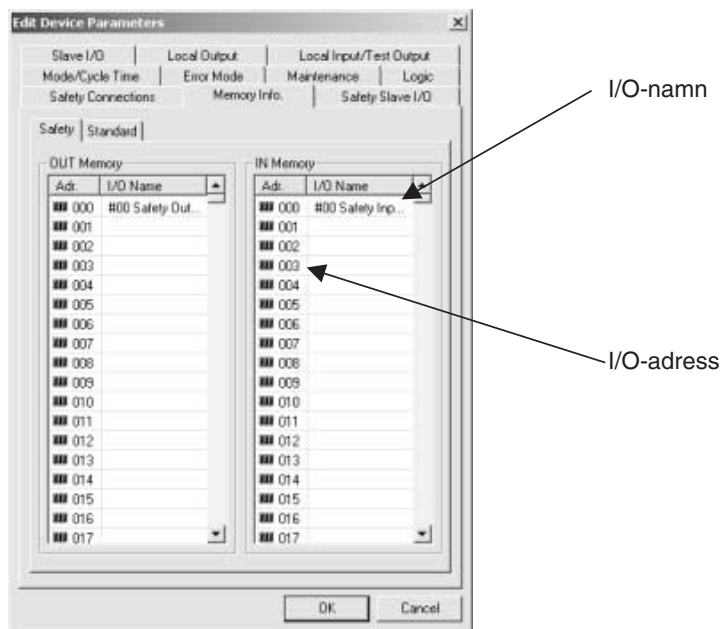 Edit Device Parameters
Slave I/O Local Output Local Input/Test Output
Mode/Cycle Time Error Mode Maintenance Logic
Safety Connections Memory Info. Safety Slave I/O
Safety Standard
OUT Memory
Adr. I/O Name
000 #00 Safety Out...
001
002
003
004
005
006
007
008
009
010
011
012
013
014
015
016
017
IN Memory
Adr. I/O Name
000 #00 Safety Inp...
001
002
003
004
005
006
007
008
009
010
011
012
013
014
015
016
017
OK Cancel
I/O-namn
I/O-adress